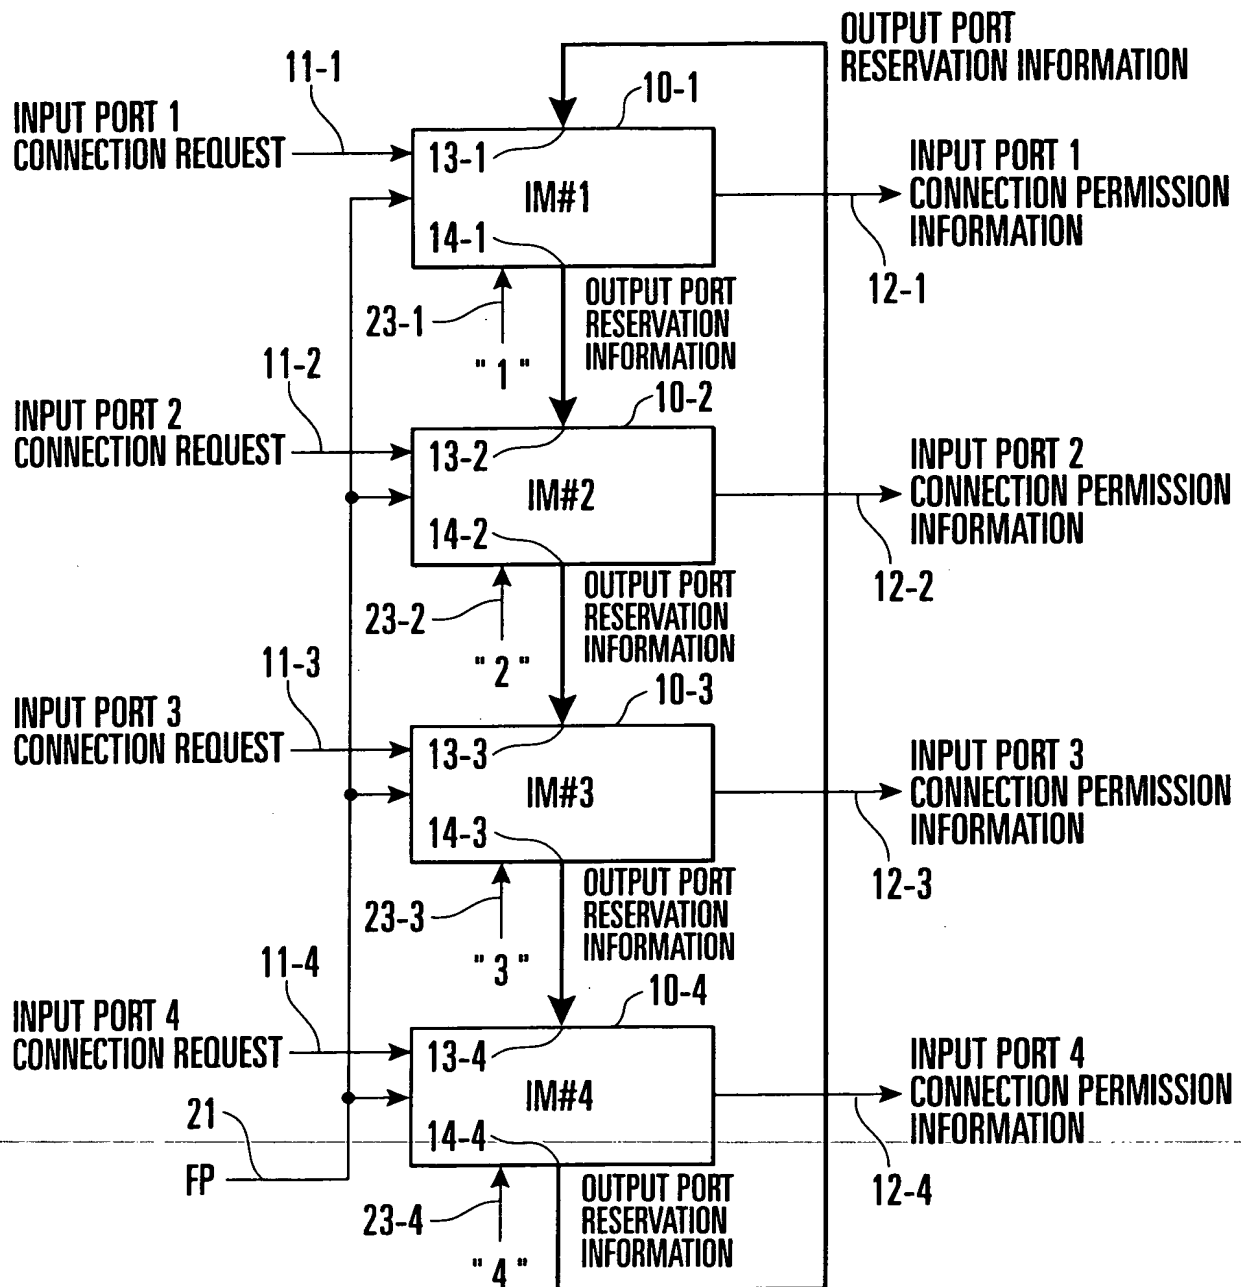 OUTPUT PORT
RESERVATION INFORMATION
11-1
10-1
INPUT PORT 1
CONNECTION REQUEST
13-1
IM#1
14-1
INPUT PORT 1
CONNECTION PERMISSION
INFORMATION
12-1
23-1
" 1 "
OUTPUT PORT
RESERVATION
INFORMATION
11-2
10-2
INPUT PORT 2
CONNECTION REQUEST
13-2
IM#2
14-2
INPUT PORT 2
CONNECTION PERMISSION
INFORMATION
12-2
23-2
" 2 "
OUTPUT PORT
RESERVATION
INFORMATION
11-3
10-3
INPUT PORT 3
CONNECTION REQUEST
13-3
IM#3
14-3
INPUT PORT 3
CONNECTION PERMISSION
INFORMATION
12-3
23-3
" 3 "
OUTPUT PORT
RESERVATION
INFORMATION
11-4
10-4
INPUT PORT 4
CONNECTION REQUEST
13-4
IM#4
14-4
INPUT PORT 4
CONNECTION PERMISSION
INFORMATION
12-4
21
FP
23-4
" 4 "
OUTPUT PORT
RESERVATION
INFORMATION